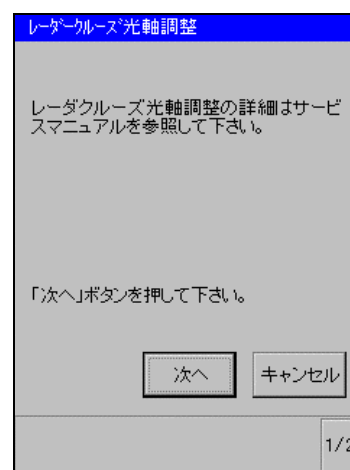 ﾚｰﾀﾞｰｸﾙｰｽﾞ光軸調整
レーダクルーズ光軸調整の詳細はサービ
スマニュアルを参照して下さい。
「次へ」ボタンを押して下さい。
次へ
キャンセル
1/2